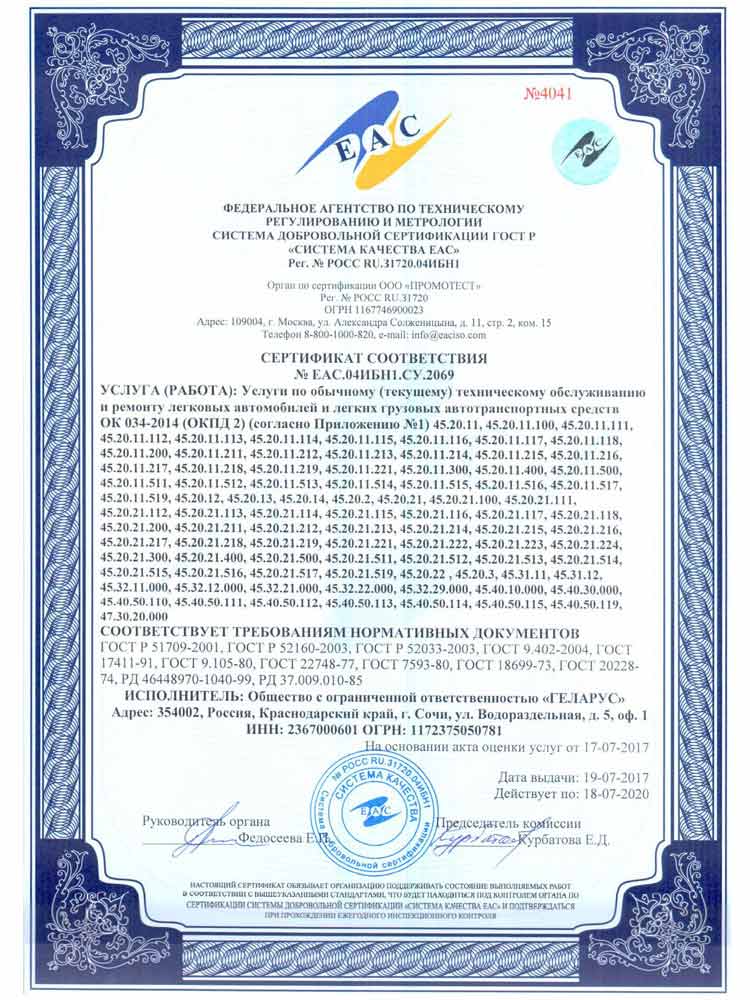 №4041
ЕАС
ЕАС
ФЕДЕРАЛЬНОЕ АГЕНТСТВО ПО ТЕХНИЧЕСКОМУ
РЕГУЛИРОВАНИЮ И МЕТРОЛОГИИ
СИСТЕМА ДОБРОВОЛЬНОЙ СЕРТИФИКАЦИИ ГОСТ Р
«СИСТЕМА КАЧЕСТВА ЕАС»
Рег. № РОСС RU.31720.04ИБН1
Орган по сертификации ООО «ПРОМОТЕСТ»
Рег. № РОСС RU.31720
ОГРН 1167746900023
Адрес: 109004, г. Москва, ул. Александра Солженицына, д. 11, стр. 2, ком. 15
Телефон 8-800-1000-820, e-mail: info@eaciso.com
СЕРТИФИКАТ СООТВЕТСТВИЯ
№ ЕАС.04ИБН1.СУ.2069
УСЛУГА (РАБОТА): Услуги по обычному (текущему) техническому обслуживанию
и ремонту легковых автомобилей и легких грузовых автотранспортных средств
ОК 034-2014 (ОКПД 2) (согласно Приложению №1) 45.20.11, 45.20.11.100, 45.20.11.111,
45.20.11.112, 45.20.11.113, 45.20.11.114, 45.20.11.115, 45.20.11.116, 45.20.11.117, 45.20.11.118,
45.20.11.200, 45.20.11.211, 45.20.11.212, 45.20.11.213, 45.20.11.214, 45.20.11.215, 45.20.11.216,
45.20.11.217, 45.20.11.218, 45.20.11.219, 45.20.11.221, 45.20.11.300, 45.20.11.400, 45.20.11.500,
45.20.11.511, 45.20.11.512, 45.20.11.513, 45.20.11.514, 45.20.11.515, 45.20.11.516, 45.20.11.517,
45.20.11.519, 45.20.12, 45.20.13, 45.20.14, 45.20.2, 45.20.21, 45.20.21.100, 45.20.21.111,
45.20.21.112, 45.20.21.113, 45.20.21.114, 45.20.21.115, 45.20.21.116, 45.20.21.117, 45.20.21.118,
45.20.21.200, 45.20.21.211, 45.20.21.212, 45.20.21.213, 45.20.21.214, 45.20.21.215, 45.20.21.216,
45.20.21.217, 45.20.21.218, 45.20.21.219, 45.20.21.221, 45.20.21.222, 45.20.21.223, 45.20.21.224,
45.20.21.300, 45.20.21.400, 45.20.21.500, 45.20.21.511, 45.20.21.512, 45.20.21.513, 45.20.21.514,
45.20.21.515, 45.20.21.516, 45.20.21.517, 45.20.21.519, 45.20.22 , 45.20.3, 45.31.11, 45.31.12,
45.32.11.000, 45.32.12.000, 45.32.21.000, 45.32.22.000, 45.32.29.000, 45.40.10.000, 45.40.30.000,
45.40.50.110, 45.40.50.111, 45.40.50.112, 45.40.50.113, 45.40.50.114, 45.40.50.115, 45.40.50.119,
47.30.20.000
СООТВЕТСТВУЕТ ТРЕБОВАНИЯМ НОРМАТИВНЫХ ДОКУМЕНТОВ
ГОСТ Р 51709-2001, ГОСТ Р 52160-2003, ГОСТ Р 52033-2003, ГОСТ 9.402-2004, ГОСТ
17411-91, ГОСТ 9.105-80, ГОСТ 22748-77, ГОСТ 7593-80, ГОСТ 18699-73, ГОСТ 20228-
74, РД 46448970-1040-99, РД 37.009.010-85
ИСПОЛНИТЕЛЬ: Общество с ограниченной ответственностью «ГЕЛАРУС»
Адрес: 354002, Россия, Краснодарский край, г. Сочи, ул. Водораздельная, д. 5, оф. 1
ИНН: 2367000601 ОГРН: 1172375050781
На основании акта оценки услуг от 17-07-2017
Дата выдачи: 19-07-2017
Действует по: 18-07-2020
№ РОСС RU.31720.04ИБН1
СИСТЕМА КАЧЕСТВА
ЕАС
Система добровольной сертификации
Руководитель органа
Федосеева Е.
Председатель комиссии
Курбатова Е.Д.
НАСТОЯЩИЙ СЕРТИФИКАТ ОБЯЗЫВАЕТ ОРГАНИЗАЦИЮ ПОДДЕРЖИВАТЬ СОСТОЯНИЕ ВЫПОЛНЯЕМЫХ РАБОТ
В СООТВЕТСТВИИ С ВЫШЕУКАЗАННЫМИ СТАНДАРТАМИ, ЧТО БУДЕТ НАХОДИТЬСЯ ПОД КОНТРОЛЕМ ОРГАНА ПО
СЕРТИФИКАЦИИ СИСТЕМЫ ДОБРОВОЛЬНОЙ СЕРТИФИКАЦИИ «СИСТЕМА КАЧЕСТВА ЕАС» И ПОДТВЕРЖДАТЬСЯ
ПРИ ПРОХОЖДЕНИИ ЕЖЕГОДНОГО ИНСПЕКЦИОННОГО КОНТРОЛЯ